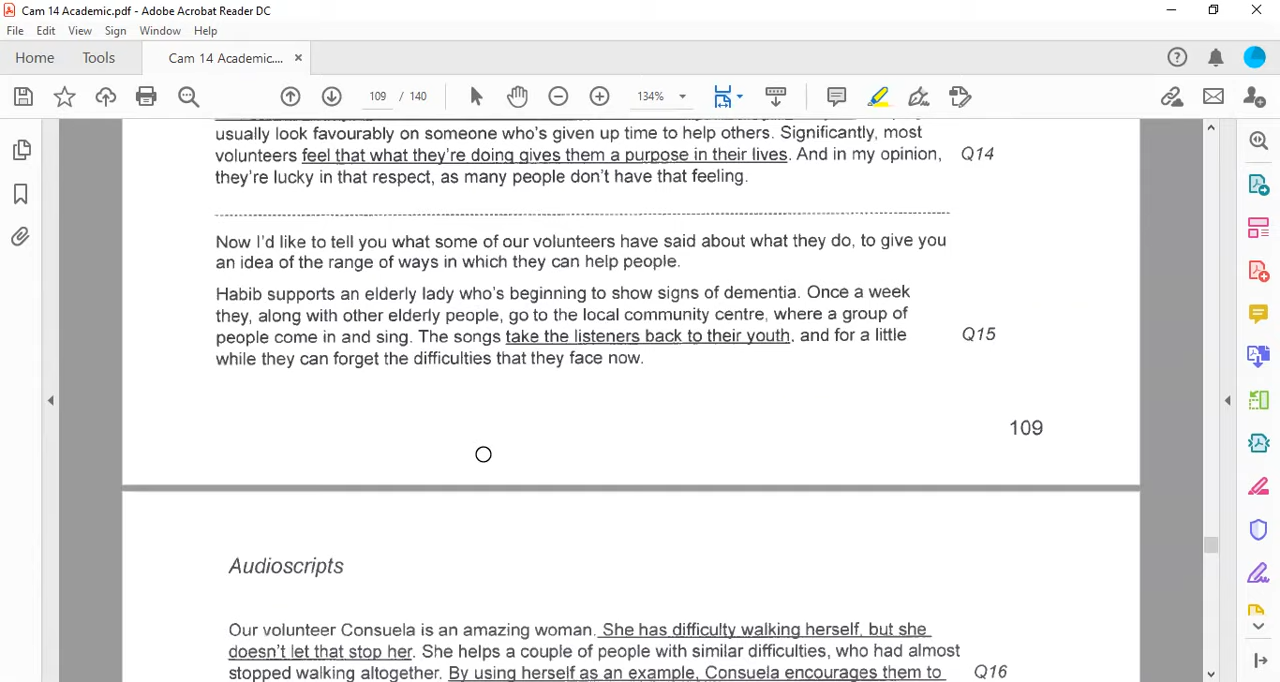 Cam 14 Academic.pdf - Adobe Acrobat Reader DC
File Edit View Sign Window Help
Home Tools Cam 14 Academic.... ×
109 / 140 134%
usually look favourably on someone who's given up time to help others. Significantly, most
volunteers feel that what they're doing gives them a purpose in their lives. And in my opinion, Q14
they're lucky in that respect, as many people don't have that feeling.
Now I'd like to tell you what some of our volunteers have said about what they do, to give you
an idea of the range of ways in which they can help people.
Habib supports an elderly lady who's beginning to show signs of dementia. Once a week
they, along with other elderly people, go to the local community centre, where a group of
people come in and sing. The songs take the listeners back to their youth, and for a little Q15
while they can forget the difficulties that they face now.
109
Audioscripts
Our volunteer Consuela is an amazing woman. She has difficulty walking herself, but she
doesn't let that stop her. She helps a couple of people with similar difficulties, who had almost
stopped walking altogether. By using herself as an example, Consuela encourages them to Q16